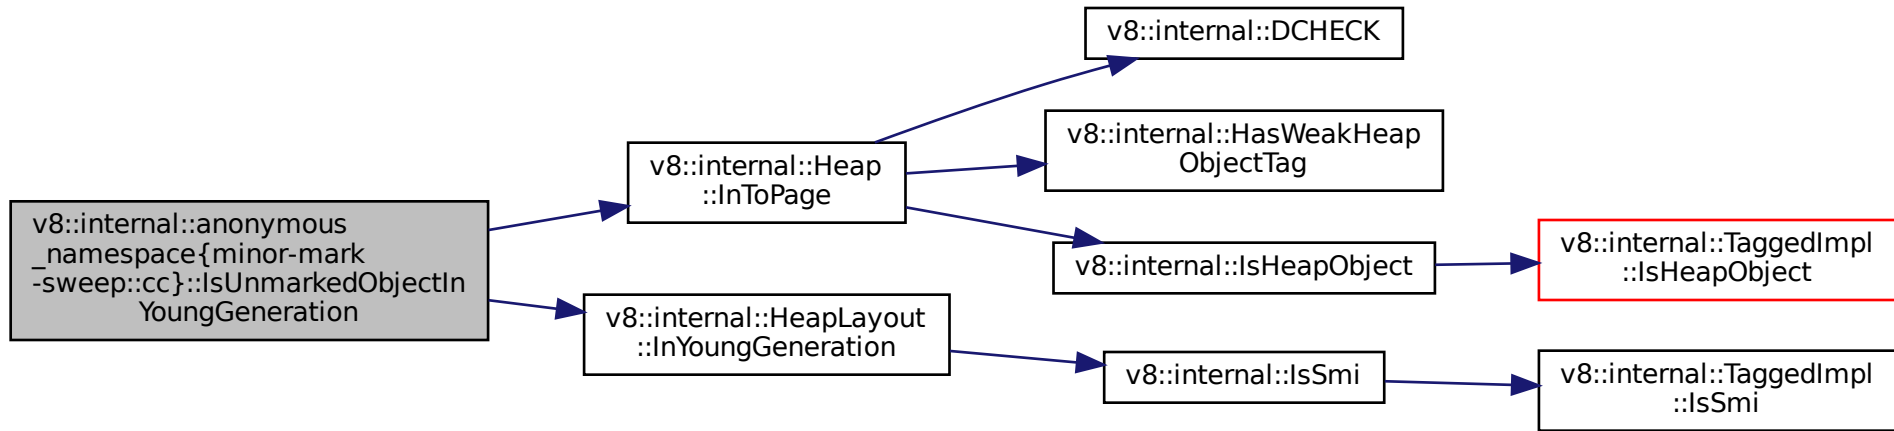 v8::internal::anonymous
_namespace{minor-mark
-sweep::cc}::IsUnmarkedObjectIn
YoungGeneration
v8::internal::Heap
::InToPage
v8::internal::DCHECK
v8::internal::HasWeakHeap
ObjectTag
v8::internal::IsHeapObject
v8::internal::TaggedImpl
::IsHeapObject
v8::internal::HeapLayout
::InYoungGeneration
v8::internal::IsSmi
v8::internal::TaggedImpl
::IsSmi